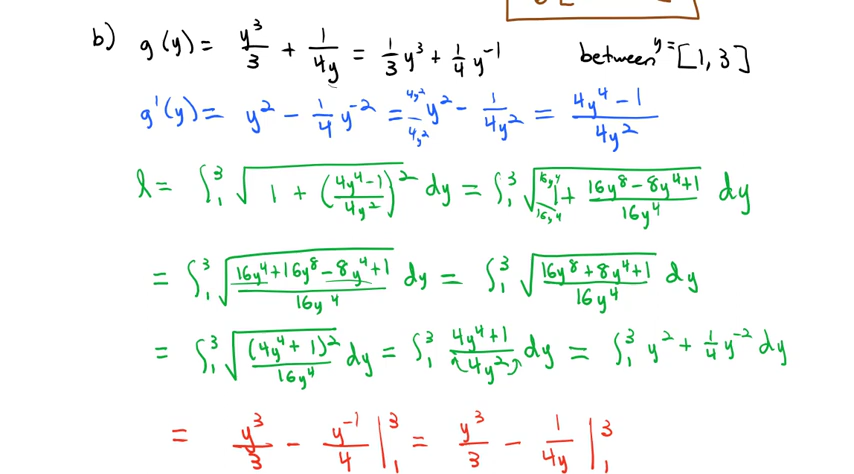 b) g(y) = y³/3 + 1/(4y) = 1/3 y³ + 1/4 y⁻¹ between y = [1, 3]
g'(y) = y² - 1/4 y⁻² = 4y²/4y² y² - 1/(4y²) = (4y⁴ - 1)/(4y²)
l = ∫₁³ √(1 + ((4y⁴-1)/(4y²))²) dy = ∫₁³ √(16y⁴/16y⁴ 1 + (16y⁸ - 8y⁴ + 1)/(16y⁴)) dy
= ∫₁³ √((16y⁴ + 16y⁸ - 8y⁴ + 1)/(16y⁴)) dy = ∫₁³ √((16y⁸ + 8y⁴ + 1)/(16y⁴)) dy
= ∫₁³ √((4y⁴ + 1)²/(16y⁴)) dy = ∫₁³ (4y⁴ + 1)/(4y²) dy = ∫₁³ y² + 1/4 y⁻² dy
= y³/3 - y⁻¹/4 |₁³ = y³/3 - 1/(4y) |₁³